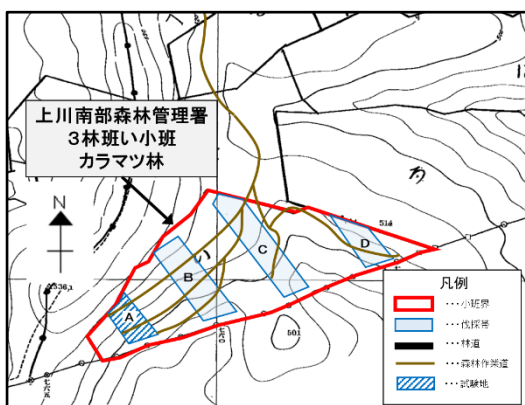 上川南部森林管理署
3林班い小班
カラマツ林
N
A
B
C
D
い
514
501
凡例
…小班界
…伐採帯
…林道
…森林作業道
…試験地